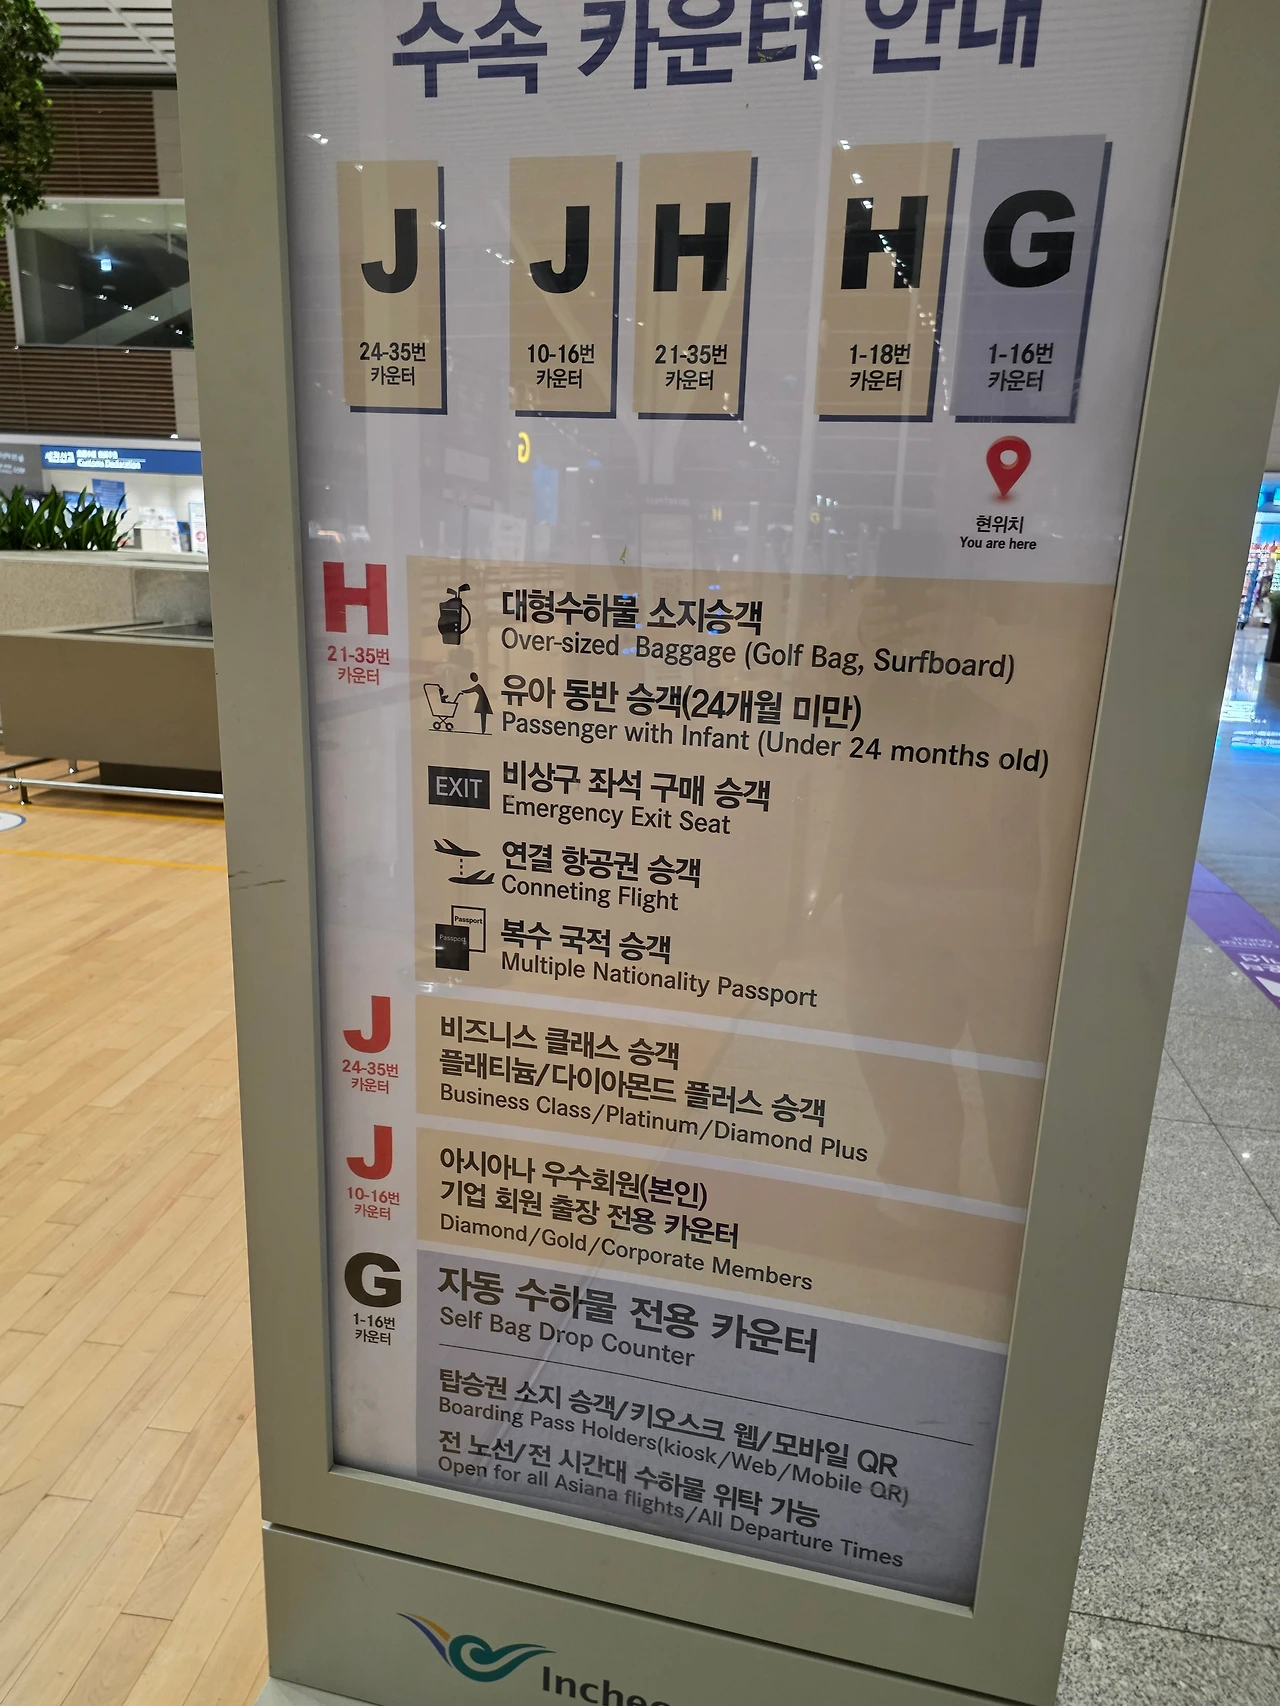 수속 카운터 안내
J
24-35번
카운터
J
10-16번
카운터
H
21-35번
카운터
H
1-18번
카운터
G
1-16번
카운터
현위치
You are here
H
21-35번
카운터
대형수하물 소지승객
Over-sized Baggage (Golf Bag, Surfboard)
유아 동반 승객(24개월 미만)
Passenger with Infant (Under 24 months old)
EXIT
비상구 좌석 구매 승객
Emergency Exit Seat
연결 항공권 승객
Conneting Flight
Passport
Passport
복수 국적 승객
Multiple Nationality Passport
J
24-35번
카운터
비즈니스 클래스 승객
플래티늄/다이아몬드 플러스 승객
Business Class/Platinum/Diamond Plus
J
10-16번
카운터
아시아나 우수회원(본인)
기업 회원 출장 전용 카운터
Diamond/Gold/Corporate Members
G
1-16번
카운터
자동 수하물 전용 카운터
Self Bag Drop Counter
탑승권 소지 승객/키오스크 웹/모바일 QR
Boarding Pass Holders(kiosk/Web/Mobile QR)
전 노선/전 시간대 수하물 위탁 가능
Open for all Asiana flights/All Departure Times
세관신고
Customs Declaration
G